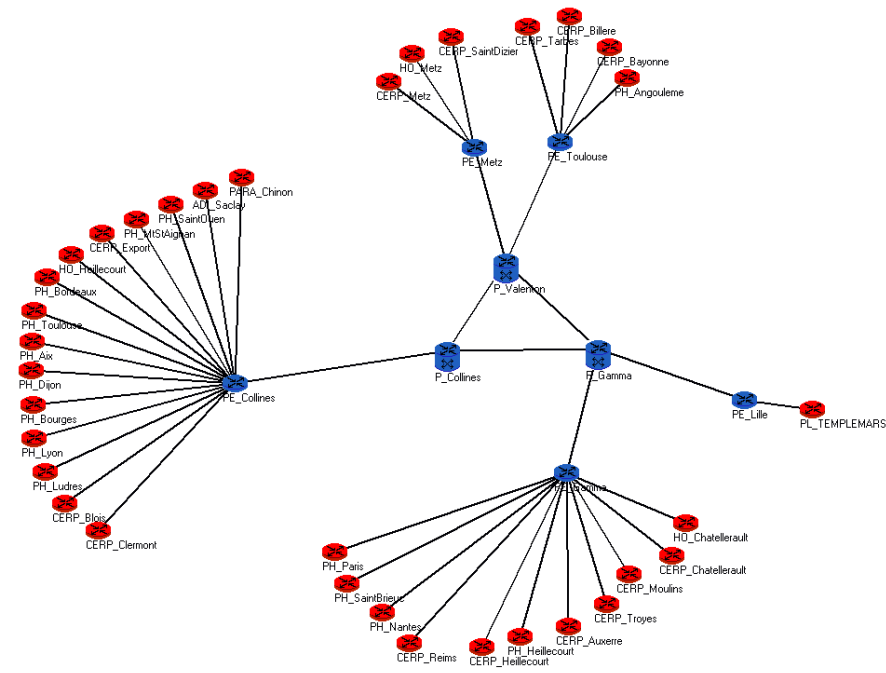 CERP_Billere
CERP_Tarbes
CERP_SaintDizier
CERP_Bayonne
HO_Metz
PH_Angouleme
CERP_Metz
PE_Metz
PE_Toulouse
PARA_Chinon
ADI_Saclay
PH_SaintOuen
PH_MtStAignan
CERP_Export
HO_Heillecourt
PH_Bordeaux
P_Valenton
PH_Toulouse
PH_Aix
P_Collines
P_Gamma
PH_Dijon
PE_Collines
PE_Lille
PL_TEMPLEMARS
PH_Bourges
PH_Lyon
PH_Ludres
PE_Gamma
CERP_Blois
CERP_Clermont
HO_Chatellerault
PH_Paris
CERP_Chatellerault
CERP_Moulins
PH_SaintBrieuc
CERP_Troyes
PH_Nantes
CERP_Auxerre
PH_Heillecourt
CERP_Reims
CERP_Heillecourt